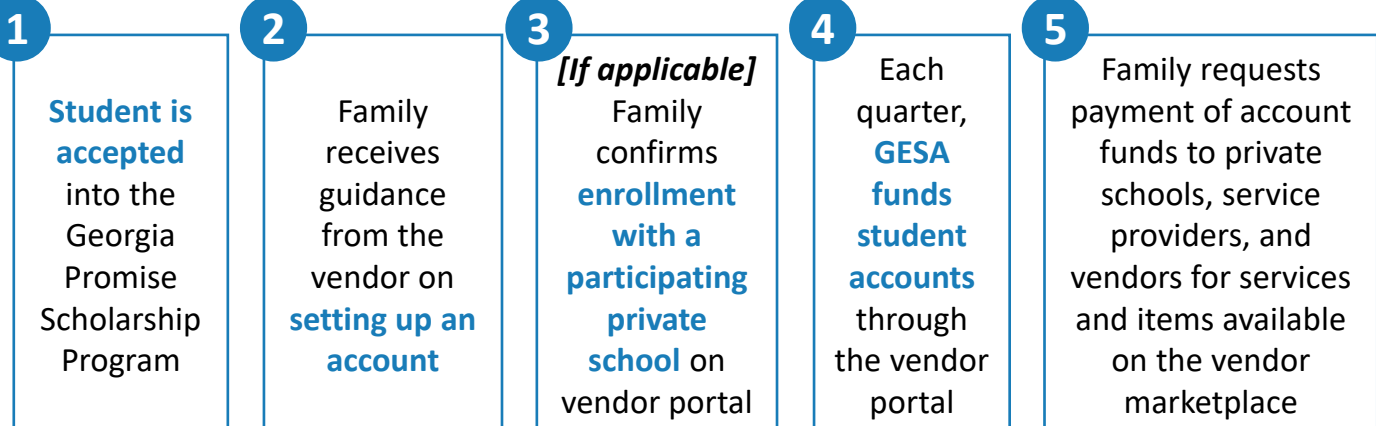 1
Student is
accepted
into the
Georgia
Promise
Scholarship
Program
2
Family
receives
guidance
from the
vendor on
setting up an
account
3
[If applicable]
Family
confirms
enrollment
with a
participating
private
school on
vendor portal
4
Each
quarter,
GESA
funds
student
accounts
through
the vendor
portal
5
Family requests
payment of account
funds to private
schools, service
providers, and
vendors for services
and items available
on the vendor
marketplace